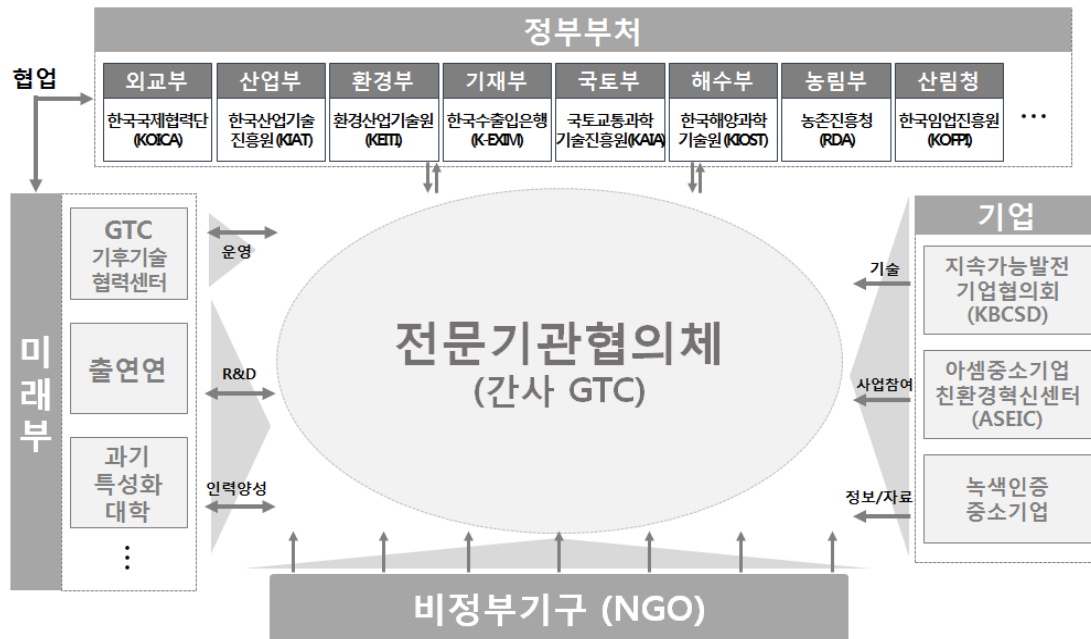 정부부처
협업
외교부
한국국제협력단
(KOICA)
산업부
한국산업기술
진흥원(KIAT)
환경부
환경산업기술원
(KEITI)
기재부
한국수출입은행
(K-EXIM)
국토부
국토교통과학
기술진흥원(KAIA)
해수부
한국해양과학
기술원(KIOST)
농림부
농촌진흥청
(RDA)
산림청
한국임업진흥원
(KOFPI)
...
미래부
GTC
기후기술
협력센터
출연연
과기
특성화
대학
⋮
운영
R&D
인력양성
전문기관협의체
(간사 GTC)
기술
사업참여
정보/자료
기업
지속가능발전
기업협의회
(KBCSD)
아셈중소기업
친환경혁신센터
(ASEIC)
녹색인증
중소기업
비정부기구 (NGO)